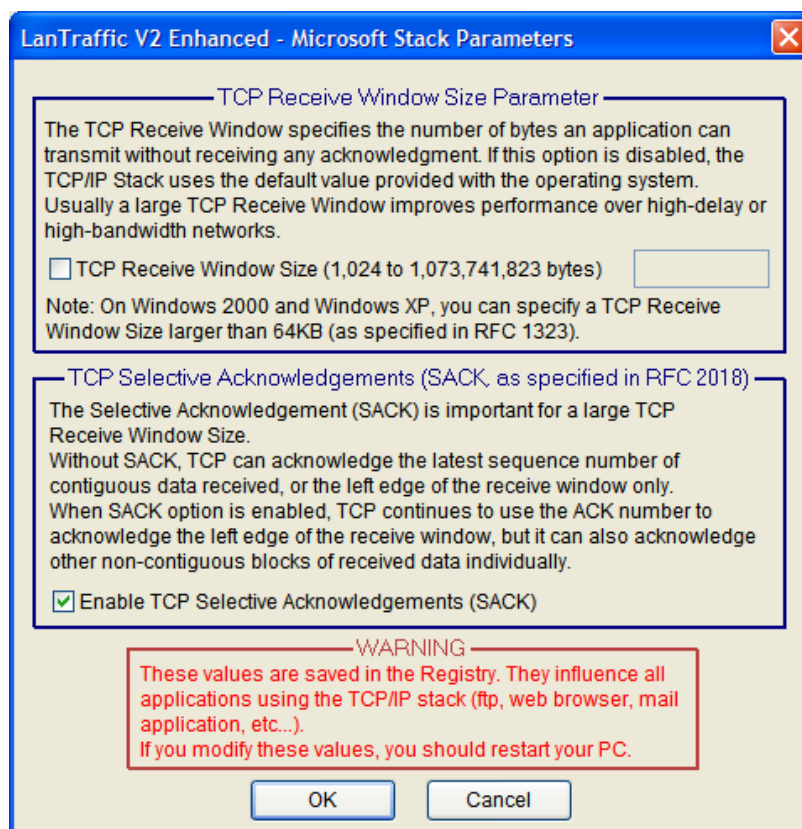 LanTraffic V2 Enhanced - Microsoft Stack Parameters
TCP Receive Window Size Parameter
The TCP Receive Window specifies the number of bytes an application can
transmit without receiving any acknowledgment. If this option is disabled, the
TCP/IP Stack uses the default value provided with the operating system.
Usually a large TCP Receive Window improves performance over high-delay or
high-bandwidth networks.
TCP Receive Window Size (1,024 to 1,073,741,823 bytes)
Note: On Windows 2000 and Windows XP, you can specify a TCP Receive
Window Size larger than 64KB (as specified in RFC 1323).
TCP Selective Acknowledgements (SACK, as specified in RFC 2018)
The Selective Acknowledgement (SACK) is important for a large TCP
Receive Window Size.
Without SACK, TCP can acknowledge the latest sequence number of
contiguous data received, or the left edge of the receive window only.
When SACK option is enabled, TCP continues to use the ACK number to
acknowledge the left edge of the receive window, but it can also acknowledge
other non-contiguous blocks of received data individually.
Enable TCP Selective Acknowledgements (SACK)
WARNING
These values are saved in the Registry. They influence all
applications using the TCP/IP stack (ftp, web browser, mail
application, etc...).
If you modify these values, you should restart your PC.
OK
Cancel